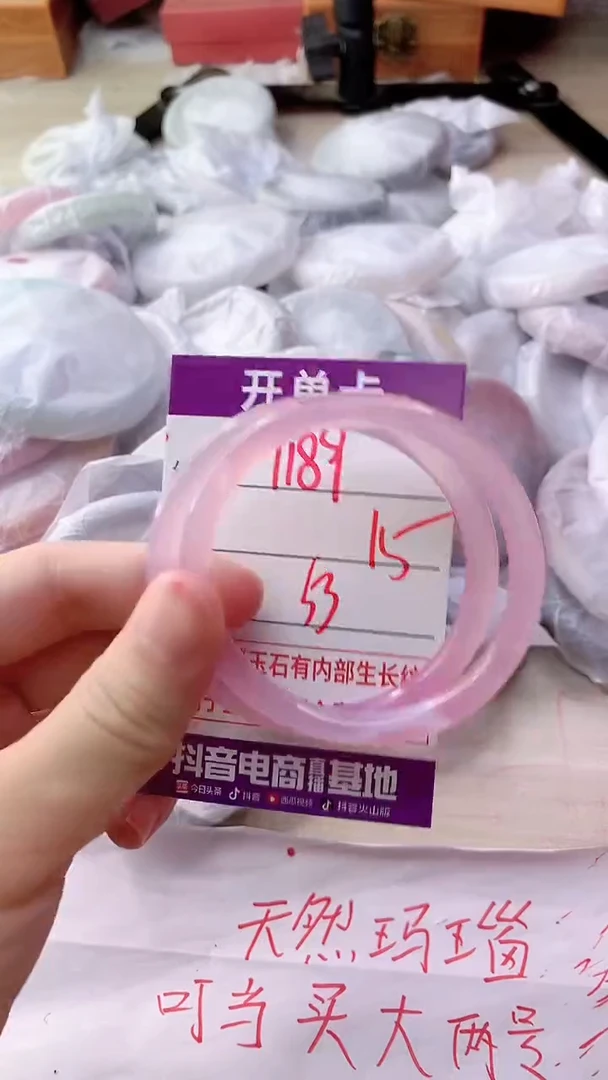 开单卡
1189
15
53
玉石有内部生长纹
抖音电商直播基地
今日头条 抖音 西瓜视频 抖音火山版
天然玛瑙
叮当买大两号